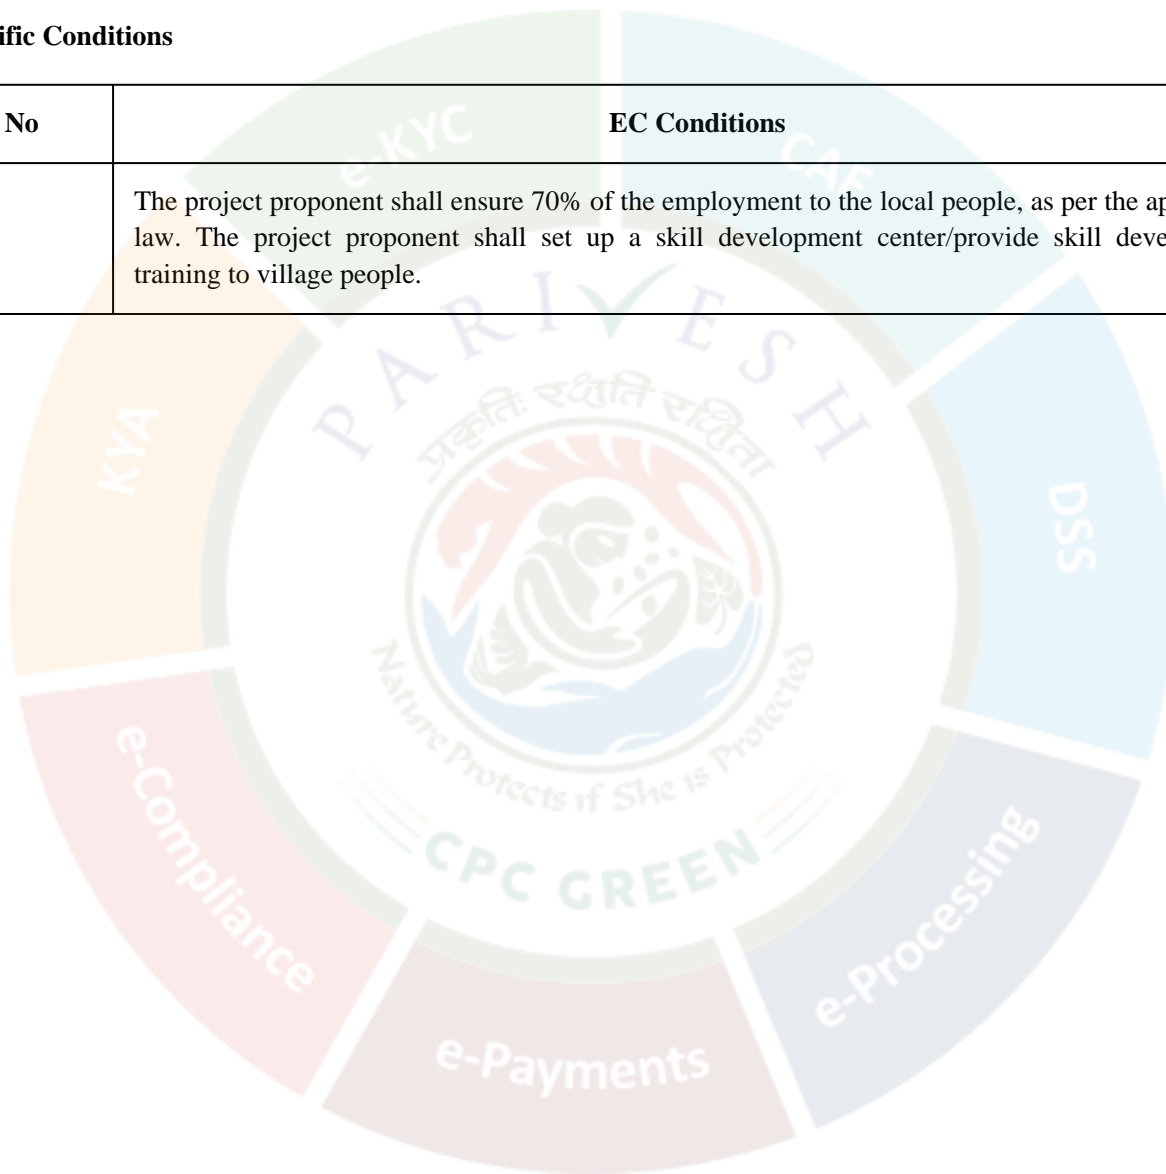 ific Conditions
No
EC Conditions
The project proponent shall ensure 70% of the employment to the local people, as per the ap
law. The project proponent shall set up a skill development center/provide skill deve
training to village people.
e-KYC
CAF
KYA
DSS
PARIVESH
प्रकृतिः रक्षति रक्षिता
Nature Protects if She is Protected
CPC GREEN
e-Compliance
e-Processing
e-Payments